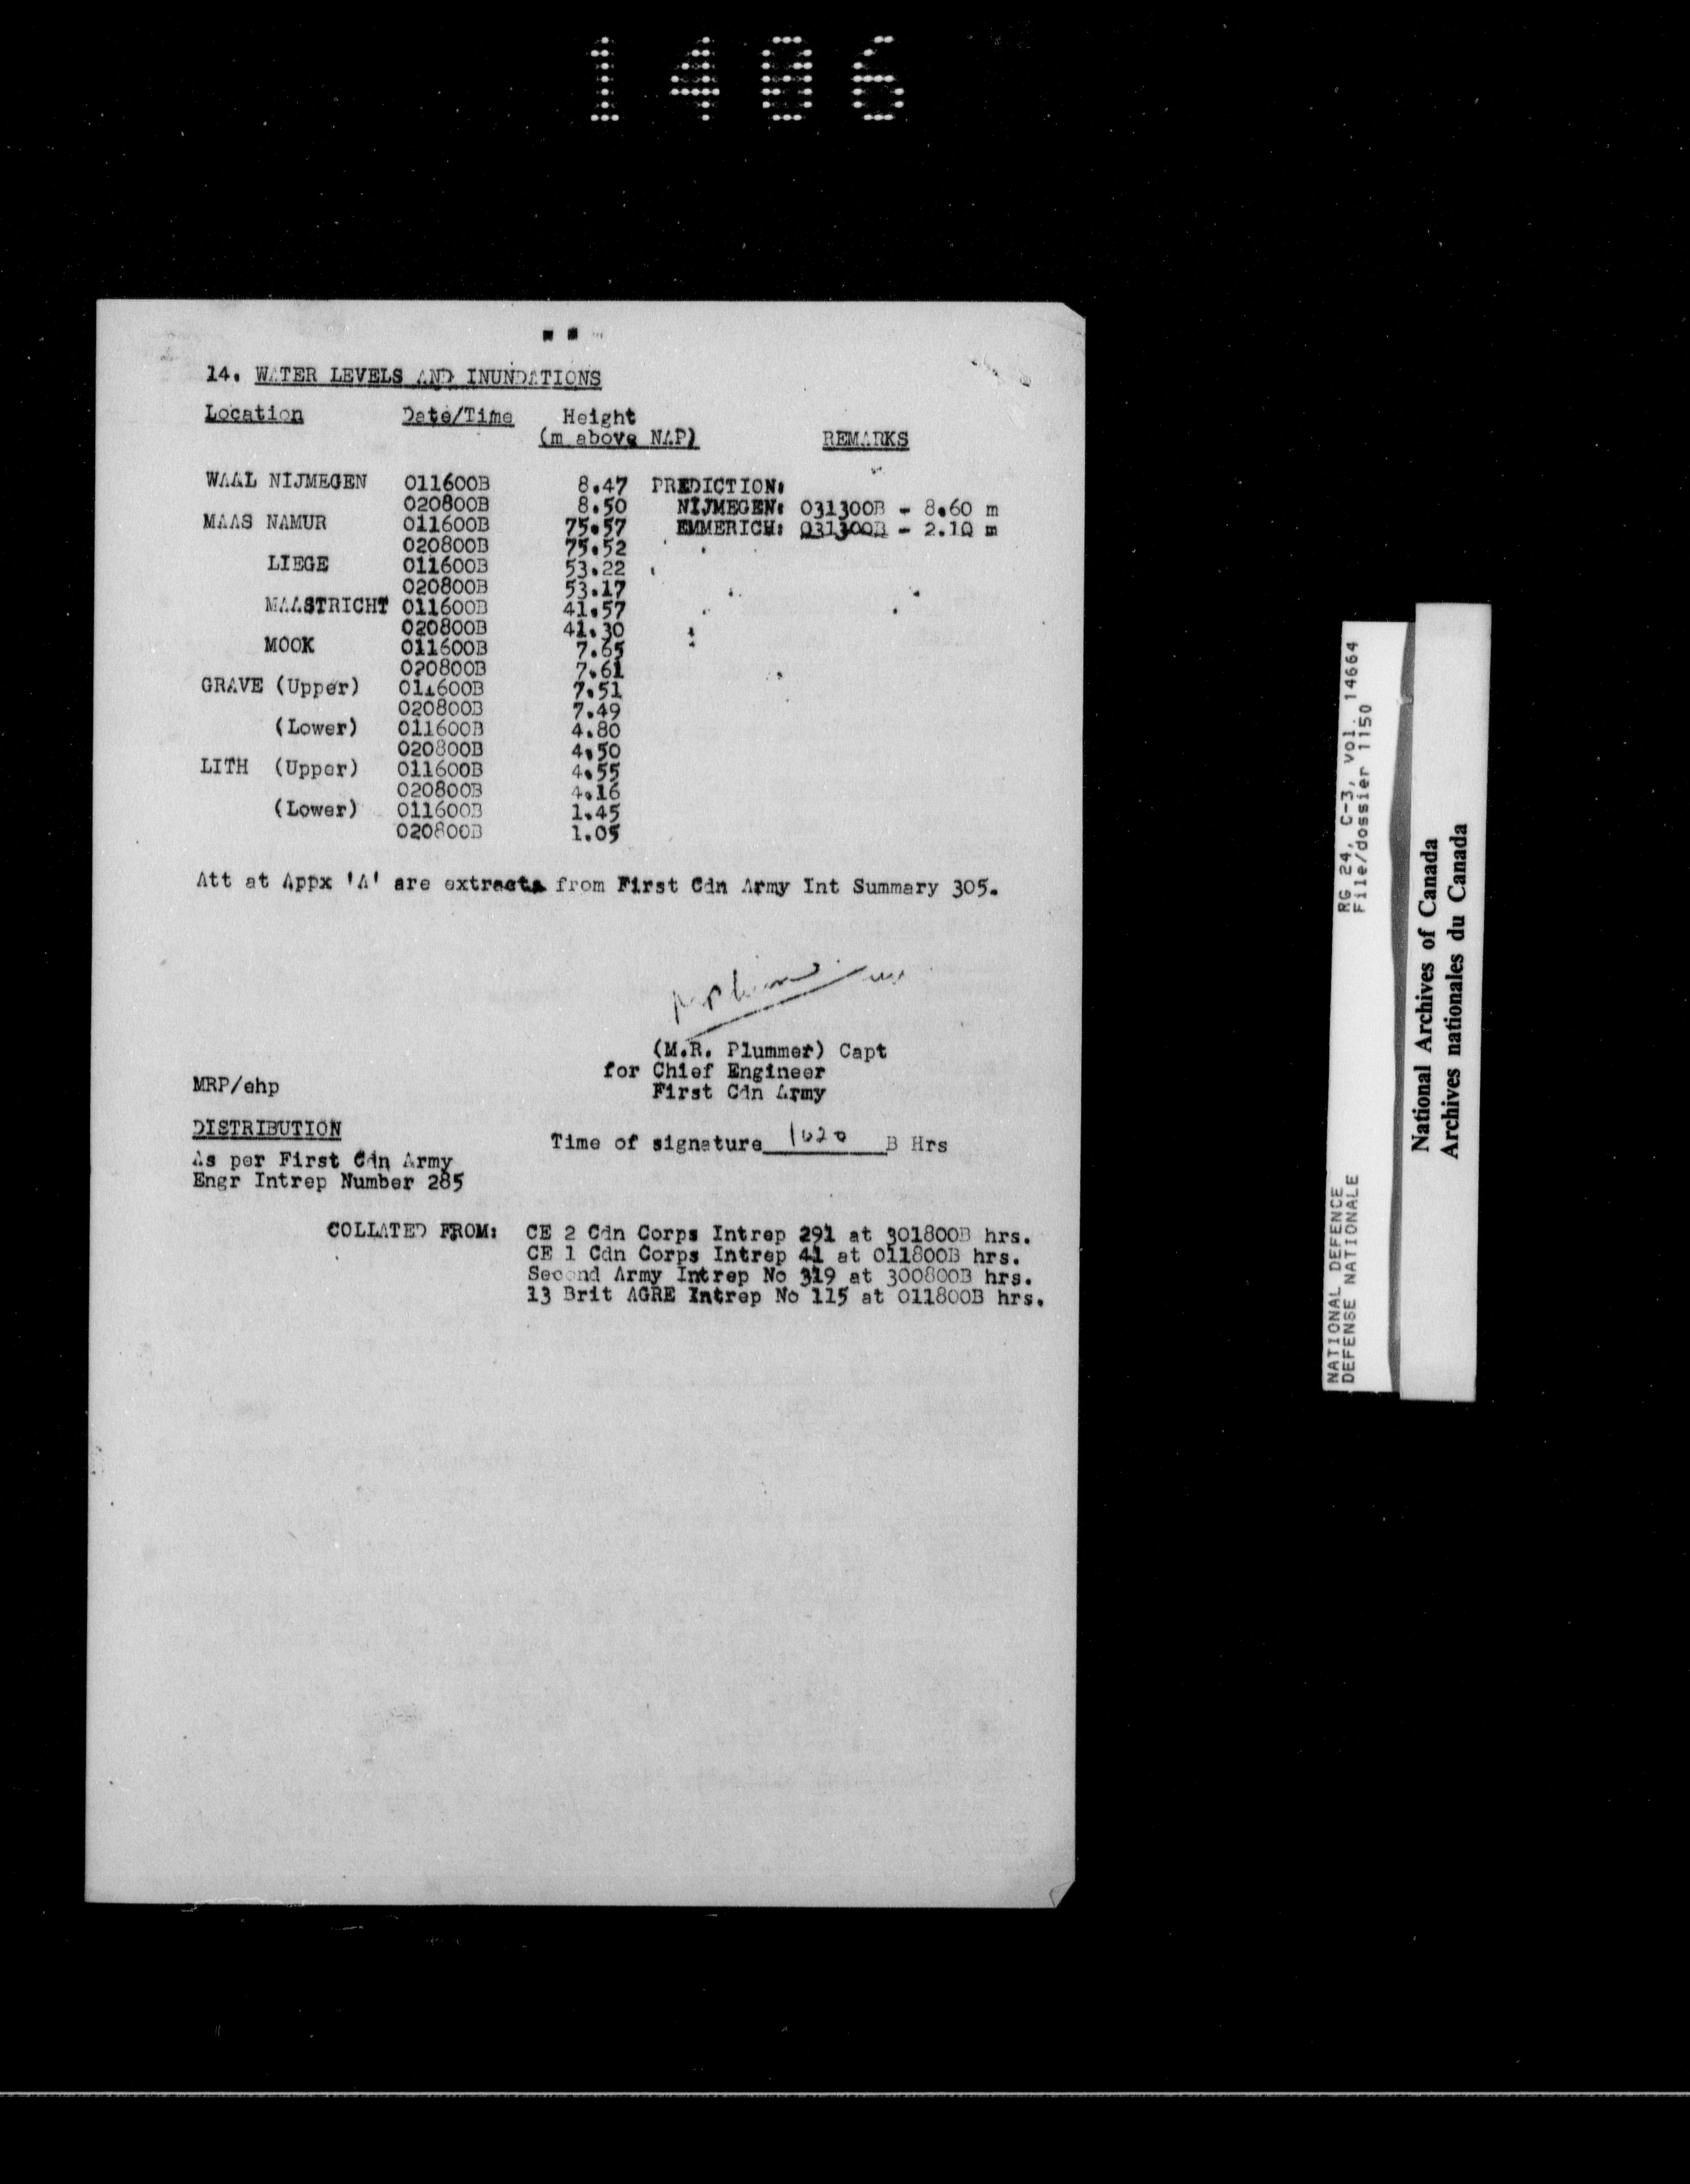 1406
14. WATER LEVELS AND INUNDATIONS
Location Date/Time Height
(m above NAP) REMARKS
WAAL NIJMEGEN 011600B 8.47 PREDICTION:
020800B 8.50 NIJMEGEN: 031300B - 8.60 m
MAAS NAMUR 011600B 75.57 EMMERICH: 031300B - 2.10 m
020800B 75.52
LIEGE 011600B 53.22
020800B 53.17
MAASTRICHT 011600B 41.57
020800B 41.30
MOOK 011600B 7.65
020800B 7.61
GRAVE (Upper) 011600B 7.51
020800B 7.49
(Lower) 011600B 4.80
020800B 4.50
LITH (Upper) 011600B 4.55
020800B 4.16
(Lower) 011600B 1.45
020800B 1.05
Att at Appx 'A' are extracts from First Cdn Army Int Summary 305.
(M.R. Plummer) Capt
for Chief Engineer
MRP/ehp First Cdn Army
DISTRIBUTION
Time of signature 1020 B Hrs
As per First Cdn Army
Engr Intrep Number 285
COLLATED FROM: CE 2 Cdn Corps Intrep 291 at 301800B hrs.
CE 1 Cdn Corps Intrep 41 at 011800B hrs.
Second Army Intrep No 319 at 300800B hrs.
13 Brit AGRE Intrep No 115 at 011800B hrs.
NATIONAL DEFENCE RG 24, C-3, vol. 14664
DEFENSE NATIONALE File/dossier 1150
National Archives of Canada
Archives nationales du Canada